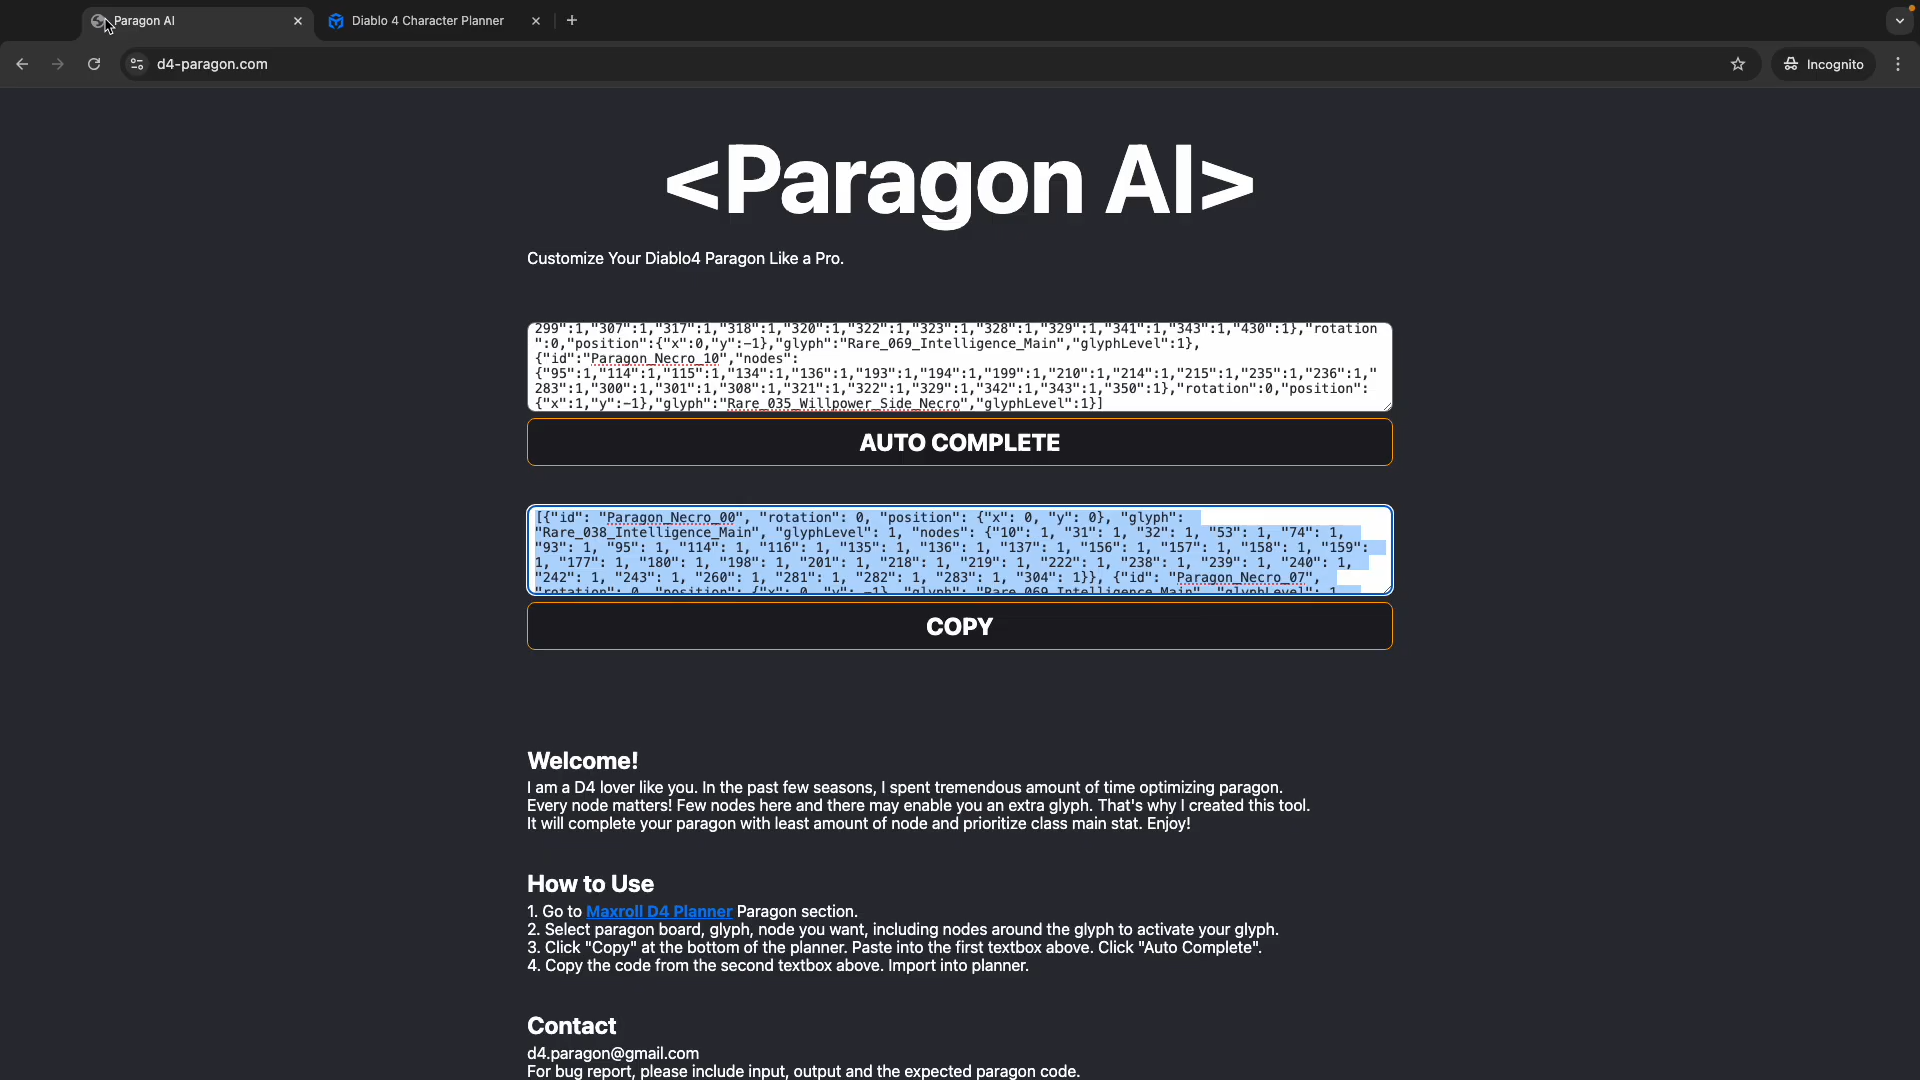 Paragon AI
Diablo 4 Character Planner
d4-paragon.com
Incognito
<Paragon AI>
Customize Your Diablo4 Paragon Like a Pro.
299":1,"307":1,"317":1,"318":1,"320":1,"322":1,"323":1,"328":1,"329":1,"341":1,"343":1,"430":1},"rotation
":0,"position":{"x":0,"y":-1},"glyph":"Rare_069_Intelligence_Main","glyphLevel":1},
{"id":"Paragon_Necro_10","nodes":
{"95":1,"114":1,"115":1,"134":1,"136":1,"193":1,"194":1,"199":1,"210":1,"214":1,"215":1,"235":1,"236":1,"
283":1,"300":1,"301":1,"308":1,"321":1,"322":1,"329":1,"342":1,"343":1,"350":1},"rotation":0,"position":
{"x":1,"y":-1},"glyph":"Rare_035_Willpower_Side_Necro","glyphLevel":1}]
AUTO COMPLETE
[{"id": "Paragon_Necro_00", "rotation": 0, "position": {"x": 0, "y": 0}, "glyph":
"Rare_038_Intelligence_Main", "glyphLevel": 1, "nodes": {"10": 1, "31": 1, "32": 1, "53": 1, "74": 1,
"93": 1, "95": 1, "114": 1, "116": 1, "135": 1, "136": 1, "137": 1, "156": 1, "157": 1, "158": 1, "159":
1, "177": 1, "180": 1, "198": 1, "201": 1, "218": 1, "219": 1, "222": 1, "238": 1, "239": 1, "240": 1,
"242": 1, "243": 1, "260": 1, "281": 1, "282": 1, "283": 1, "304": 1}}, {"id": "Paragon_Necro_07",
"rotation": 0, "position": {"x": 0, "y": -1}, "glyph": "Rare_069_Intelligence_Main", "glyphLevel": 1,
COPY
Welcome!
I am a D4 lover like you. In the past few seasons, I spent tremendous amount of time optimizing paragon.
Every node matters! Few nodes here and there may enable you an extra glyph. That's why I created this tool.
It will complete your paragon with least amount of node and prioritize class main stat. Enjoy!
How to Use
1. Go to Maxroll D4 Planner Paragon section.
2. Select paragon board, glyph, node you want, including nodes around the glyph to activate your glyph.
3. Click "Copy" at the bottom of the planner. Paste into the first textbox above. Click "Auto Complete".
4. Copy the code from the second textbox above. Import into planner.
Contact
d4.paragon@gmail.com
For bug report, please include input, output and the expected paragon code.